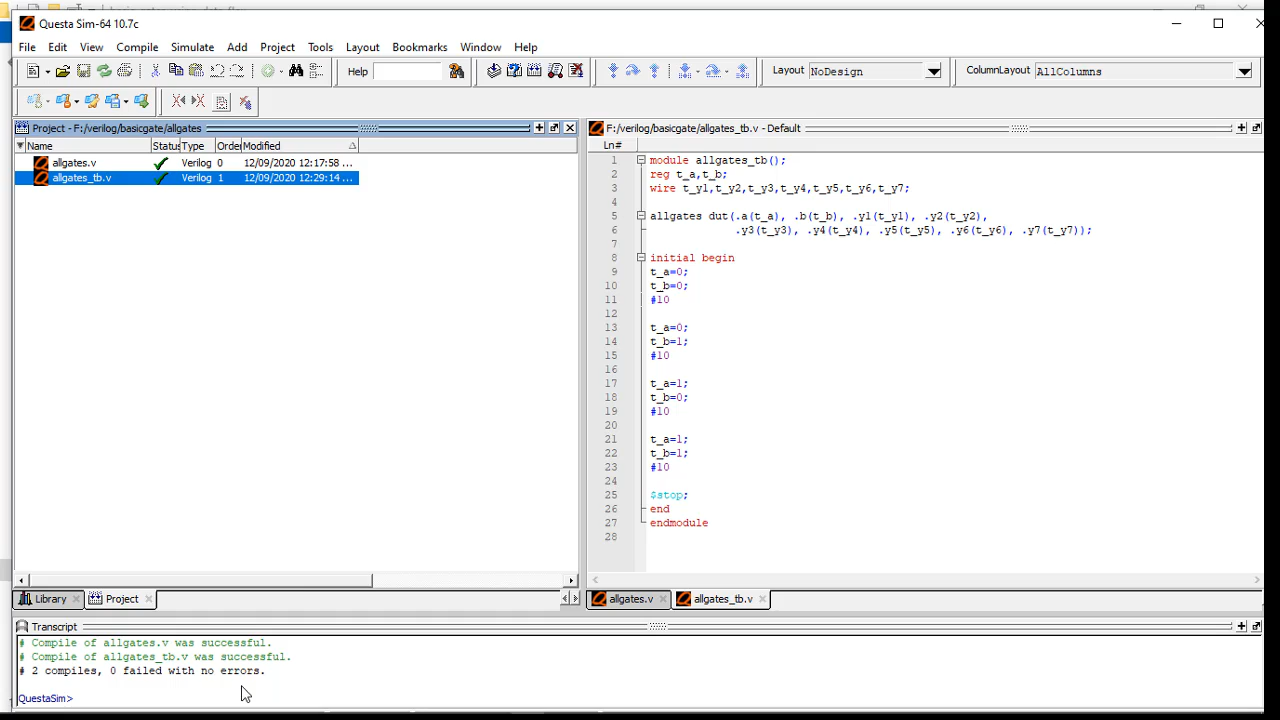 Questa Sim-64 10.7c
File Edit View Compile Simulate Add Project Tools Layout Bookmarks Window Help
Help
Layout NoDesign
ColumnLayout AllColumns
Project - F:/verilog/basicgate/allgates
Name Status Type Order Modified
allgates.v Verilog 0 12/09/2020 12:17:58 ...
allgates_tb.v Verilog 1 12/09/2020 12:29:14 ...
Library Project
F:/verilog/basicgate/allgates_tb.v - Default
Ln#
1 module allgates_tb();
2 reg t_a,t_b;
3 wire t_y1,t_y2,t_y3,t_y4,t_y5,t_y6,t_y7;
4
5 allgates dut(.a(t_a), .b(t_b), .y1(t_y1), .y2(t_y2),
6 .y3(t_y3), .y4(t_y4), .y5(t_y5), .y6(t_y6), .y7(t_y7));
7
8 initial begin
9 t_a=0;
10 t_b=0;
11 #10
12
13 t_a=0;
14 t_b=1;
15 #10
16
17 t_a=1;
18 t_b=0;
19 #10
20
21 t_a=1;
22 t_b=1;
23 #10
24
25 $stop;
26 end
27 endmodule
28
allgates.v allgates_tb.v
Transcript
# Compile of allgates.v was successful.
# Compile of allgates_tb.v was successful.
# 2 compiles, 0 failed with no errors.
QuestaSim>